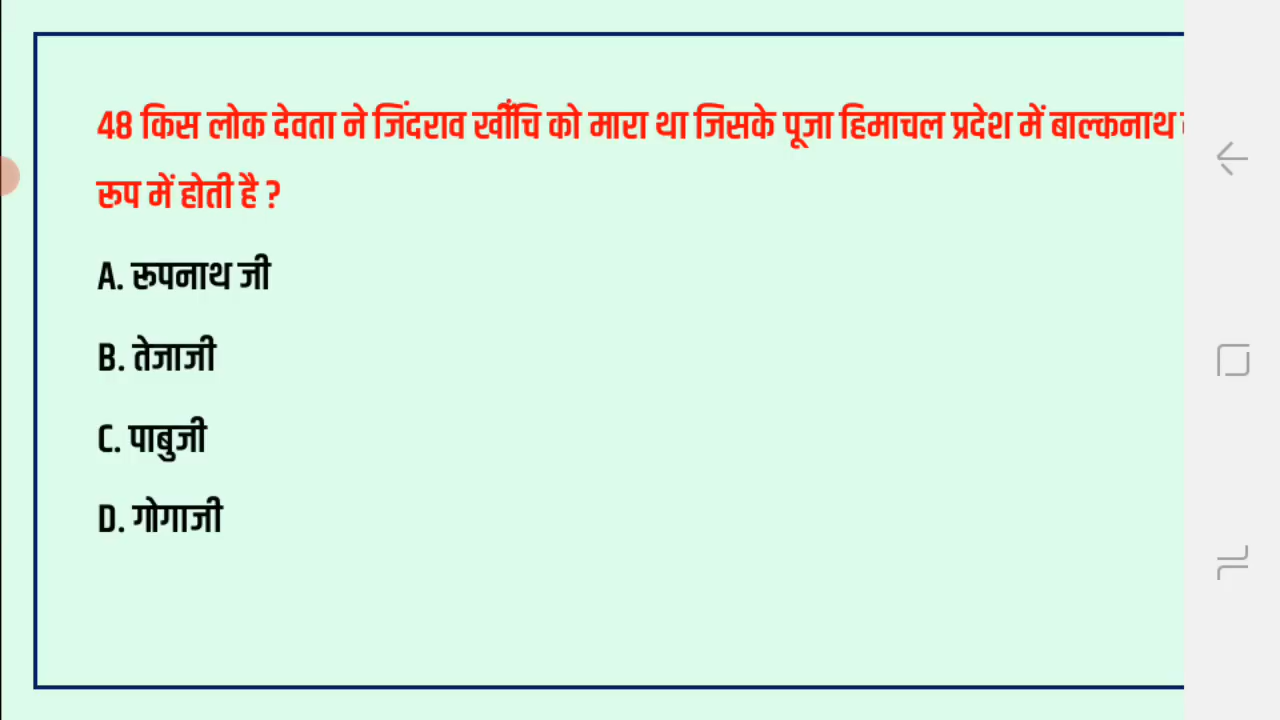 48 किस लोक देवता ने जिंदराव खींँचि को मारा था जिसके पूजा हिमाचल प्रदेश में बाल्कनाथ
रूप में होती है ?
A. रूपनाथ जी
B. तेजाजी
C. पाबुजी
D. गोगाजी